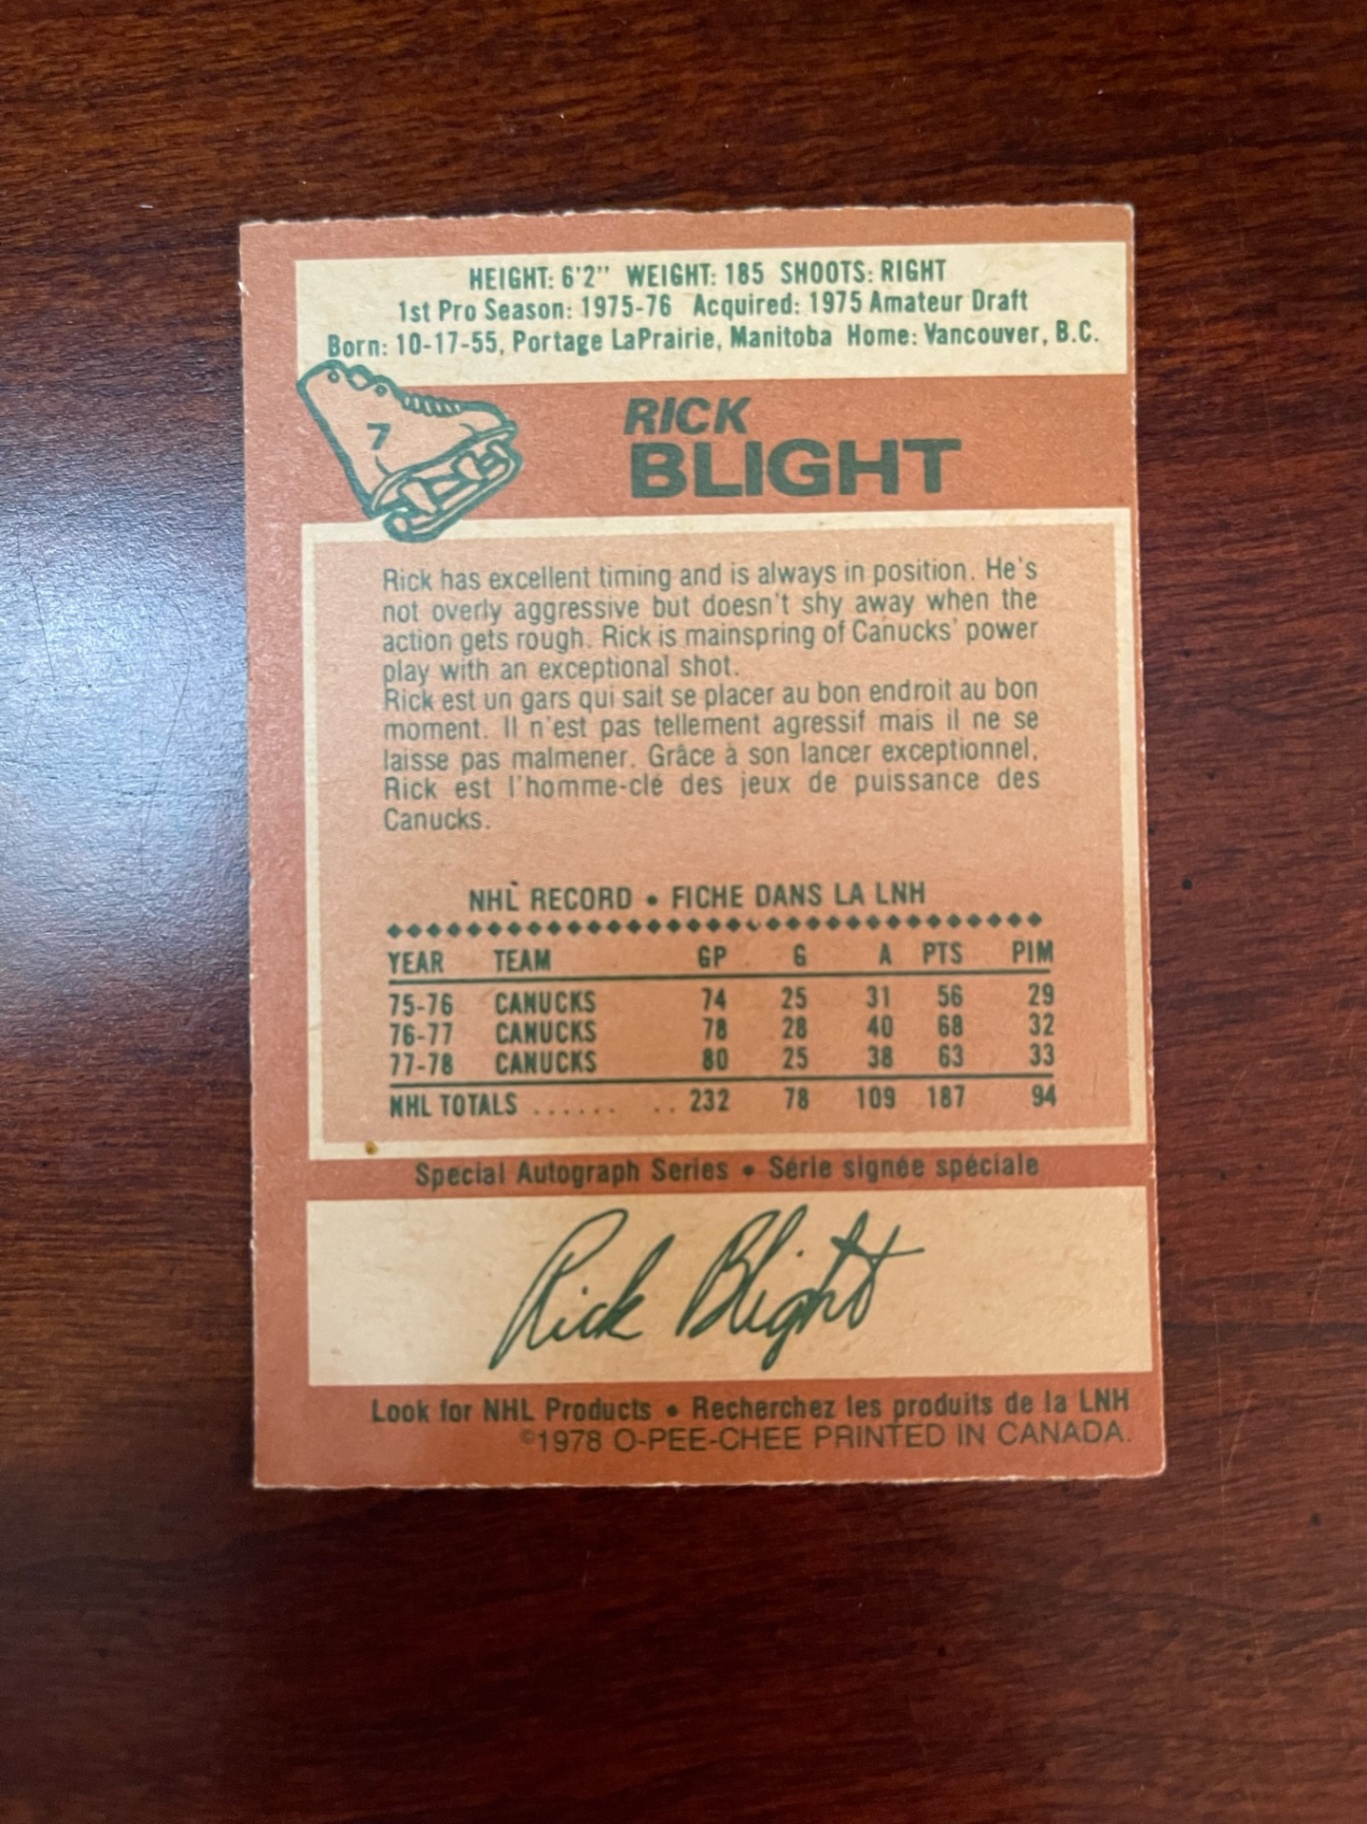 HEIGHT: 6'2" WEIGHT: 185 SHOOTS: RIGHT
1st Pro Season: 1975-76 Acquired: 1975 Amateur Draft
Born: 10-17-55, Portage LaPrairie, Manitoba Home: Vancouver, B.C.
7
RICK
BLIGHT
Rick has excellent timing and is always in position. He's
not overly aggressive but doesn't shy away when the
action gets rough. Rick is mainspring of Canucks' power
play with an exceptional shot.
Rick est un gars qui sait se placer au bon endroit au bon
moment. Il n'est pas tellement agressif mais il ne se
laisse pas malmener. Grâce à son lancer exceptionnel,
Rick est l'homme-clé des jeux de puissance des
Canucks.
NHL RECORD • FICHE DANS LA LNH
YEAR TEAM GP G A PTS PIM
75-76 CANUCKS 74 25 31 56 29
76-77 CANUCKS 78 28 40 68 32
77-78 CANUCKS 80 25 38 63 33
NHL TOTALS ...... .. 232 78 109 187 94
Special Autograph Series • Série signée spéciale
Rick Blight
Look for NHL Products • Recherchez les produits de la LNH
©1978 O-PEE-CHEE PRINTED IN CANADA.